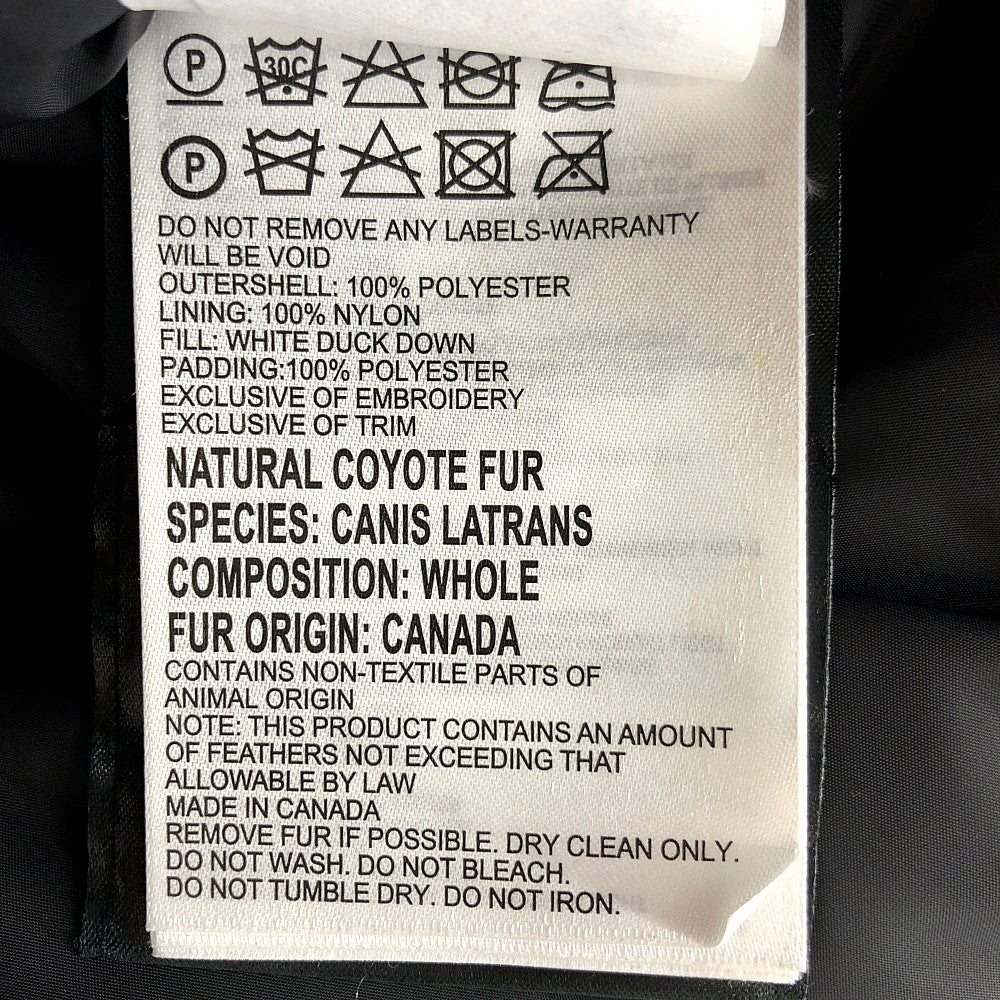 P 30C
P
DO NOT REMOVE ANY LABELS-WARRANTY
WILL BE VOID
OUTERSHELL: 100% POLYESTER
LINING: 100% NYLON
FILL: WHITE DUCK DOWN
PADDING:100% POLYESTER
EXCLUSIVE OF EMBROIDERY
EXCLUSIVE OF TRIM
NATURAL COYOTE FUR
SPECIES: CANIS LATRANS
COMPOSITION: WHOLE
FUR ORIGIN: CANADA
CONTAINS NON-TEXTILE PARTS OF
ANIMAL ORIGIN
NOTE: THIS PRODUCT CONTAINS AN AMOUNT
OF FEATHERS NOT EXCEEDING THAT
ALLOWABLE BY LAW
MADE IN CANADA
REMOVE FUR IF POSSIBLE. DRY CLEAN ONLY.
DO NOT WASH. DO NOT BLEACH.
DO NOT TUMBLE DRY. DO NOT IRON.